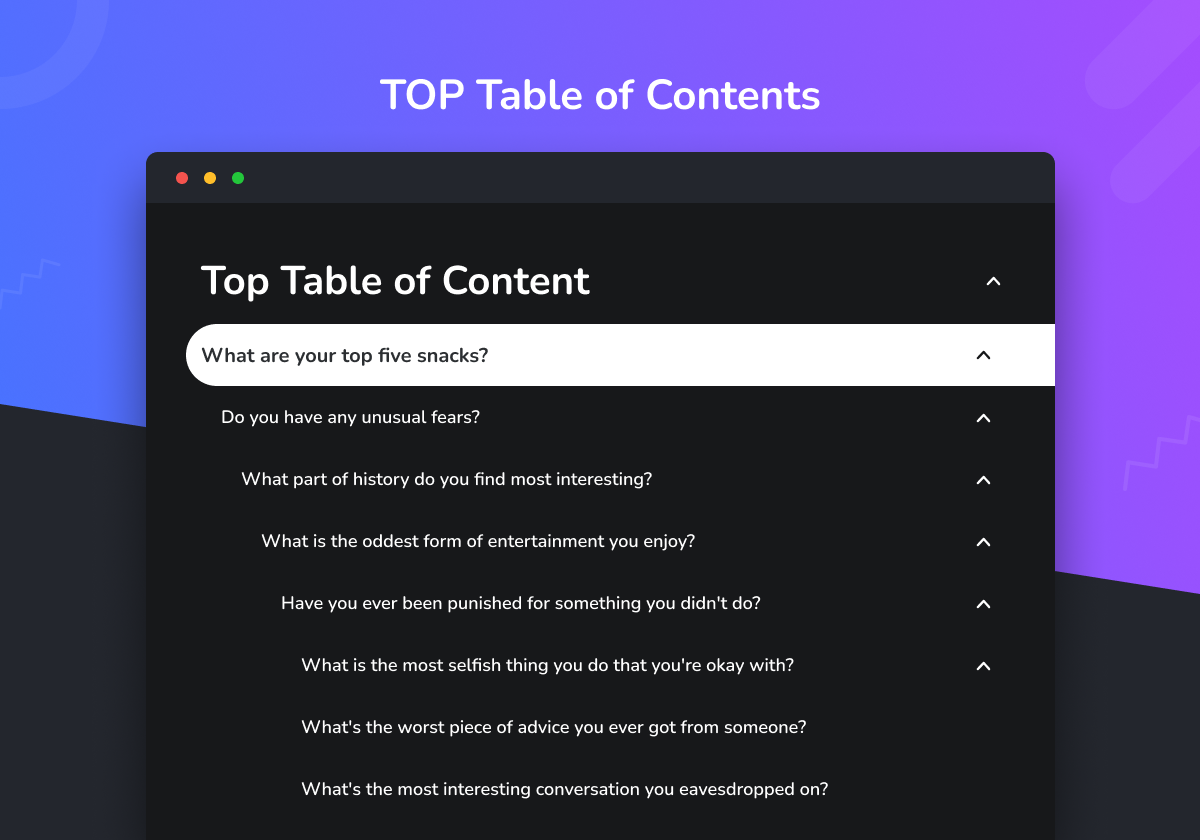 TOP Table of Contents
Top Table of Content
What are your top five snacks?
Do you have any unusual fears?
What part of history do you find most interesting?
What is the oddest form of entertainment you enjoy?
Have you ever been punished for something you didn't do?
What is the most selfish thing you do that you're okay with?
What's the worst piece of advice you ever got from someone?
What's the most interesting conversation you eavesdropped on?